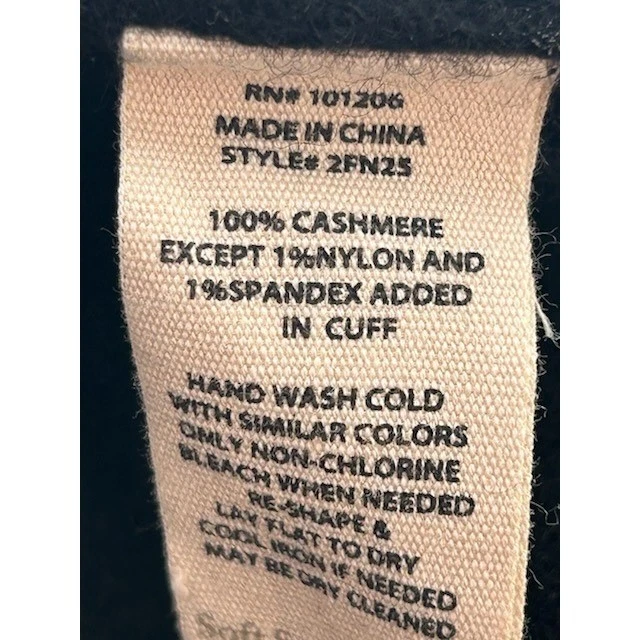 RN# 101206
MADE IN CHINA
STYLE# 2FN25
100% CASHMERE
EXCEPT 1%NYLON AND
1%SPANDEX ADDED
IN CUFF
HAND WASH COLD
WITH SIMILAR COLORS
ONLY NON-CHLORINE
BLEACH WHEN NEEDED
RE-SHAPE &
LAY FLAT TO DRY
COOL IRON IF NEEDED
MAY BE DRY CLEANED
Soft